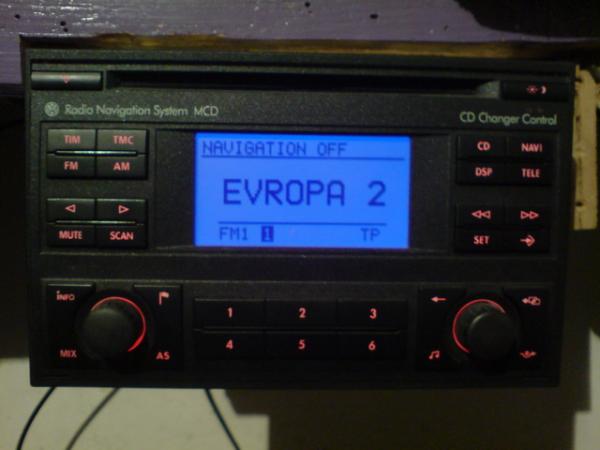 Radio Navigation System MCD
CD Changer Control
TIM TMC
FM AM
MUTE SCAN
NAVIGATION OFF
EVROPA 2
FM1 1 TP
CD NAVI
DSP TELE
SET
INFO
MIX AS
1 2 3
4 5 6